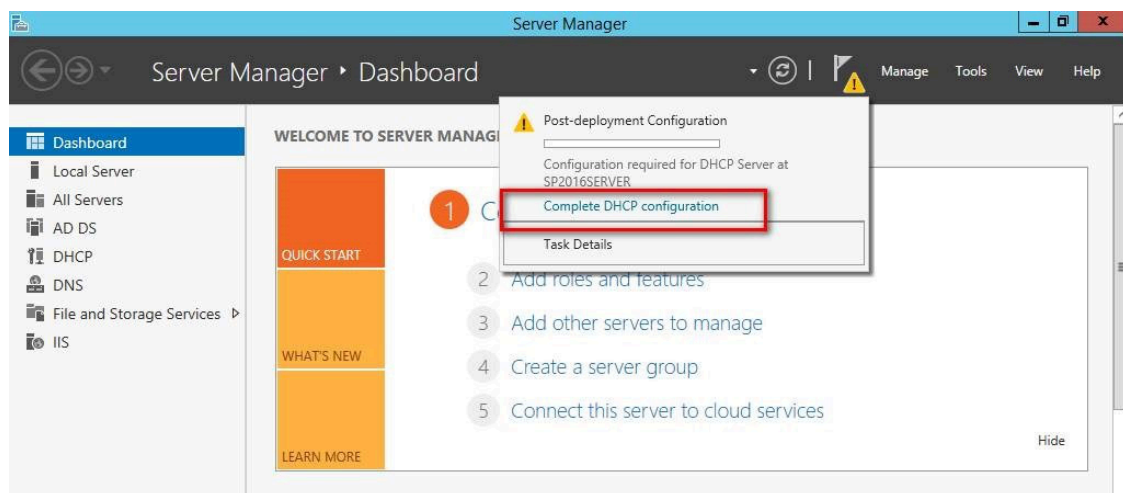 Server Manager
Server Manager • Dashboard
Manage Tools View Help
Dashboard
Local Server
All Servers
AD DS
DHCP
DNS
File and Storage Services
IIS
WELCOME TO SERVER
QUICK START
WHAT'S NEW
LEARN MORE
1
2 Add roles and features
3 Add other servers to manage
4 Create a server group
5 Connect this server to cloud services
Hide
Post-deployment Configuration
Configuration required for DHCP Server at
SP2016SERVER
Complete DHCP configuration
Task Details